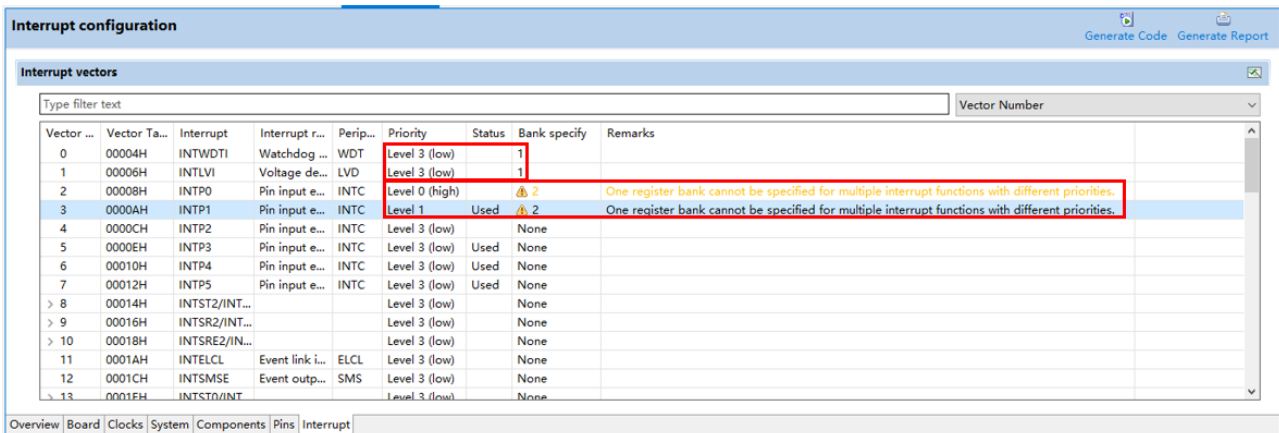 Interrupt configuration
Generate Code Generate Report
Interrupt vectors
Type filter text Vector Number
Vector ... Vector Ta... Interrupt Interrupt r... Perip... Priority Status Bank specify Remarks
0 00004H INTWDTI Watchdog ... WDT Level 3 (low) 1
1 00006H INTLVI Voltage de... LVD Level 3 (low) 1
2 00008H INTP0 Pin input e... INTC Level 0 (high) 2 One register bank cannot be specified for multiple interrupt functions with different priorities.
3 0000AH INTP1 Pin input e... INTC Level 1 Used 2 One register bank cannot be specified for multiple interrupt functions with different priorities.
4 0000CH INTP2 Pin input e... INTC Level 3 (low) None
5 0000EH INTP3 Pin input e... INTC Level 3 (low) Used None
6 00010H INTP4 Pin input e... INTC Level 3 (low) Used None
7 00012H INTP5 Pin input e... INTC Level 3 (low) Used None
> 8 00014H INTST2/INT... Level 3 (low) None
> 9 00016H INTSR2/INT... Level 3 (low) None
> 10 00018H INTSRE2/IN... Level 3 (low) None
11 0001AH INTELCL Event link i... ELCL Level 3 (low) None
12 0001CH INTSMSE Event outp... SMS Level 3 (low) None
> 13 0001EH INTST0/INT Level 3 (low) None
Overview Board Clocks System Components Pins Interrupt